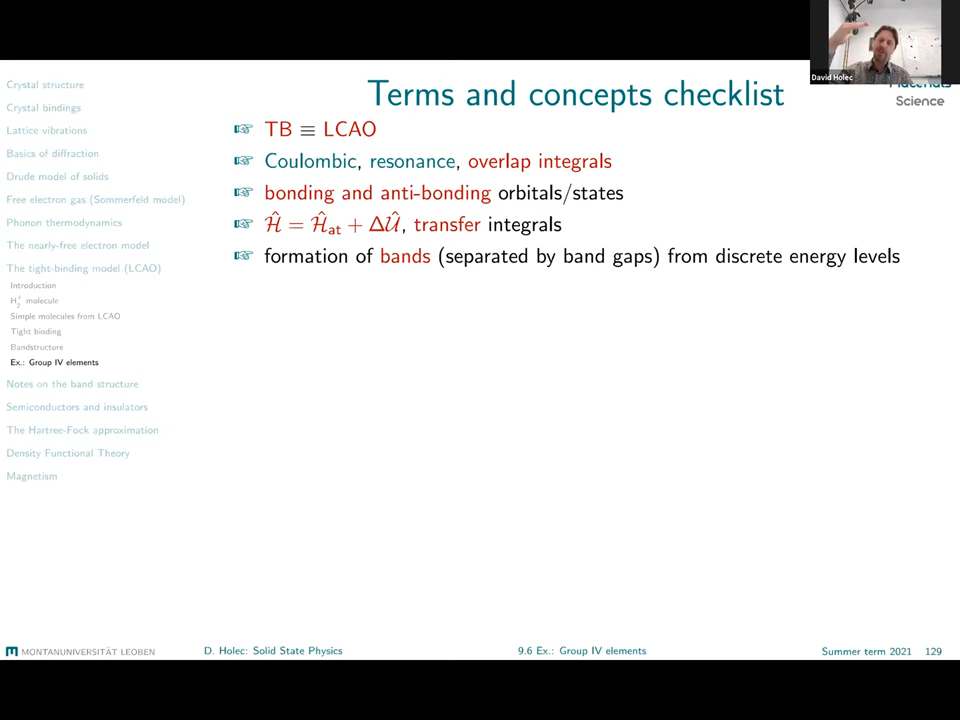 David Holec
Materials
Science
Terms and concepts checklist
Crystal structure
Crystal bindings
Lattice vibrations
Basics of diffraction
Drude model of solids
Free electron gas (Sommerfeld model)
Phonon thermodynamics
The nearly-free electron model
The tight-binding model (LCAO)
Introduction
H₂⁺ molecule
Simple molecules from LCAO
Tight binding
Bandstructure
Ex.: Group IV elements
Notes on the band structure
Semiconductors and insulators
The Hartree-Fock approximation
Density Functional Theory
Magnetism
☞ TB ≡ LCAO
☞ Coulombic, resonance, overlap integrals
☞ bonding and anti-bonding orbitals/states
☞ Ĥ = Ĥat + ΔÛ, transfer integrals
☞ formation of bands (separated by band gaps) from discrete energy levels
MONTANUNIVERSITÄT LEOBEN
D. Holec: Solid State Physics
9.6 Ex.: Group IV elements
Summer term 2021 129